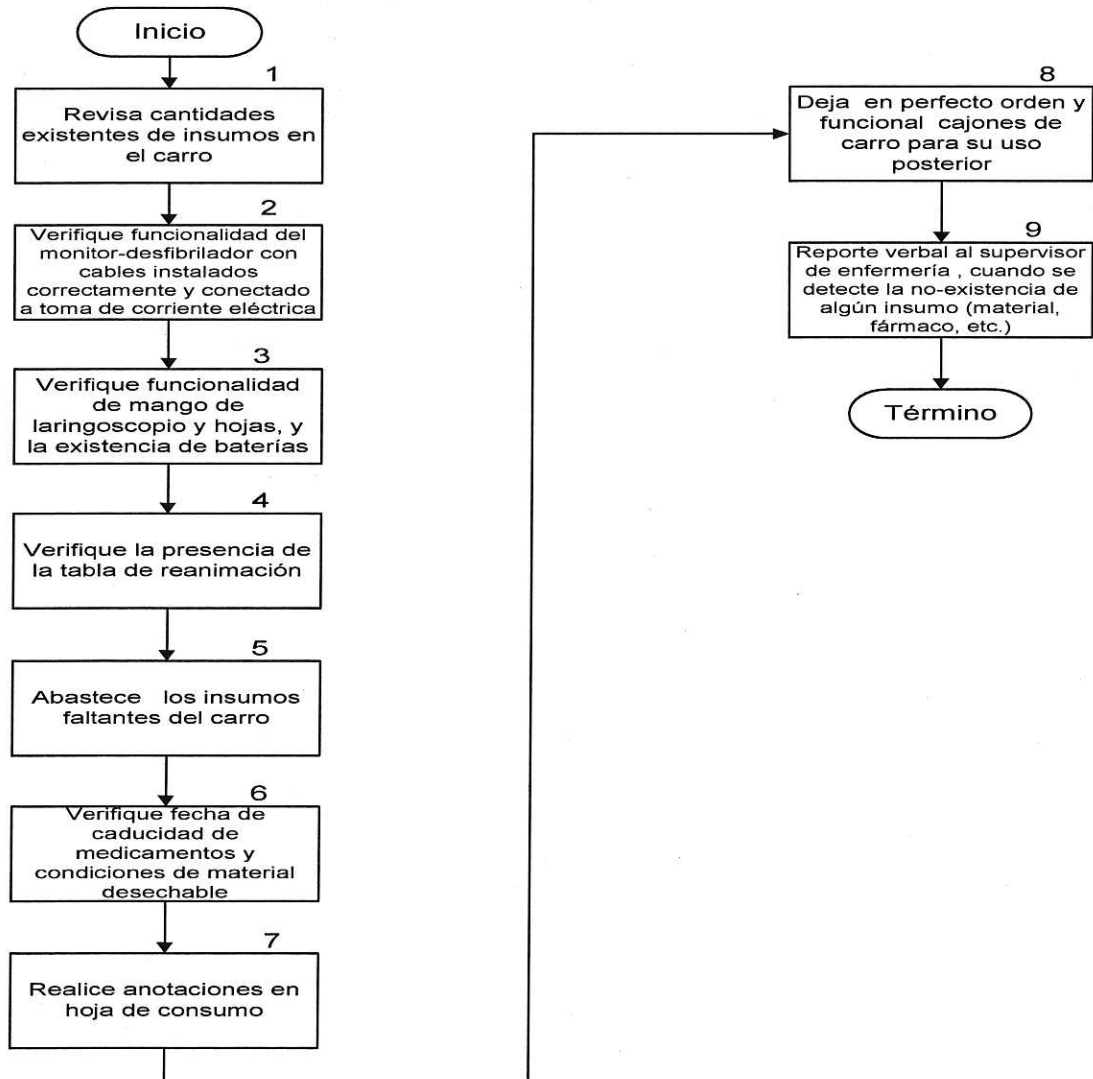 Inicio
1
Revisa cantidades
existentes de insumos en
el carro
2
Verifique funcionalidad del
monitor-desfibrilador con
cables instalados
correctamente y conectado
a toma de corriente eléctrica
3
Verifique funcionalidad
de mango de
laringoscopio y hojas, y
la existencia de baterías
4
Verifique la presencia de
la tabla de reanimación
5
Abastece los insumos
faltantes del carro
6
Verifique fecha de
caducidad de
medicamentos y
condiciones de material
desechable
7
Realice anotaciones en
hoja de consumo
8
Deja en perfecto orden y
funcional cajones de
carro para su uso
posterior
9
Reporte verbal al supervisor
de enfermería , cuando se
detecte la no-existencia de
algún insumo (material,
fármaco, etc.)
Término